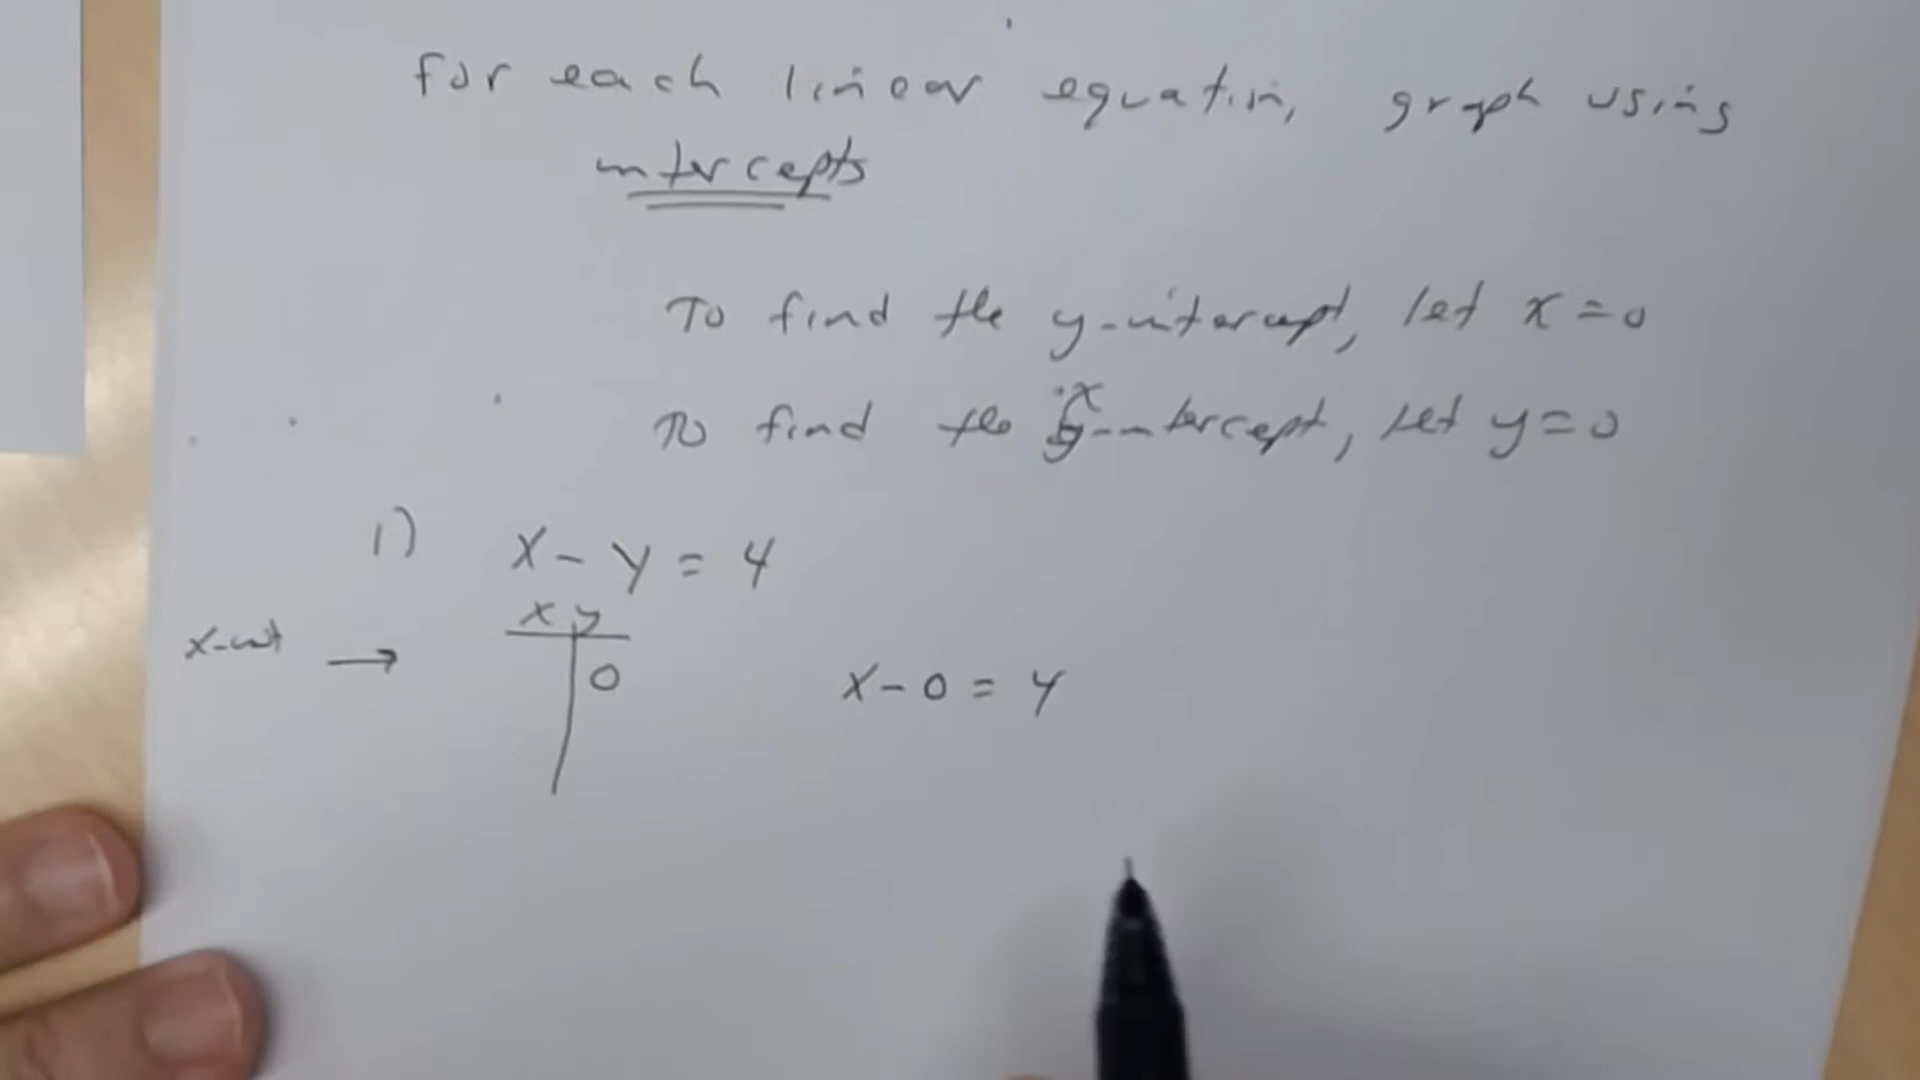 for each linear equation, graph using
intercepts
To find the y-intercept, let x = 0
To find the x-intercept, let y = 0
1) x - y = 4
x y
x-int → 0
x - 0 = 4